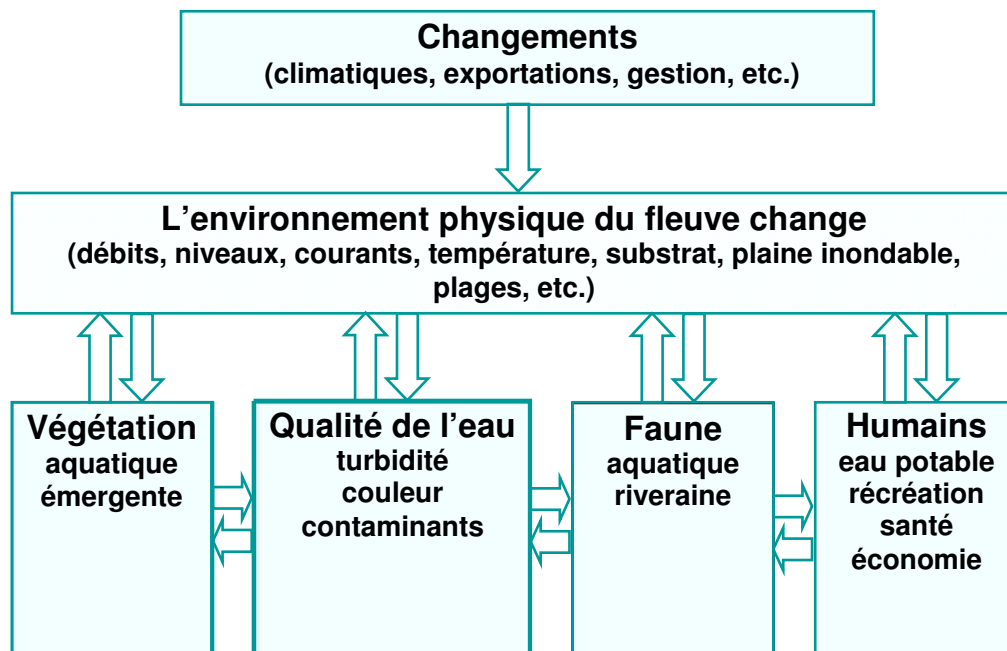 Changements
(climatiques, exportations, gestion, etc.)
L’environnement physique du fleuve change
(débits, niveaux, courants, température, substrat, plaine inondable,
plages, etc.)
Végétation
aquatique
émergente
Qualité de l’eau
turbidité
couleur
contaminants
Faune
aquatique
riveraine
Humains
eau potable
récréation
santé
économie